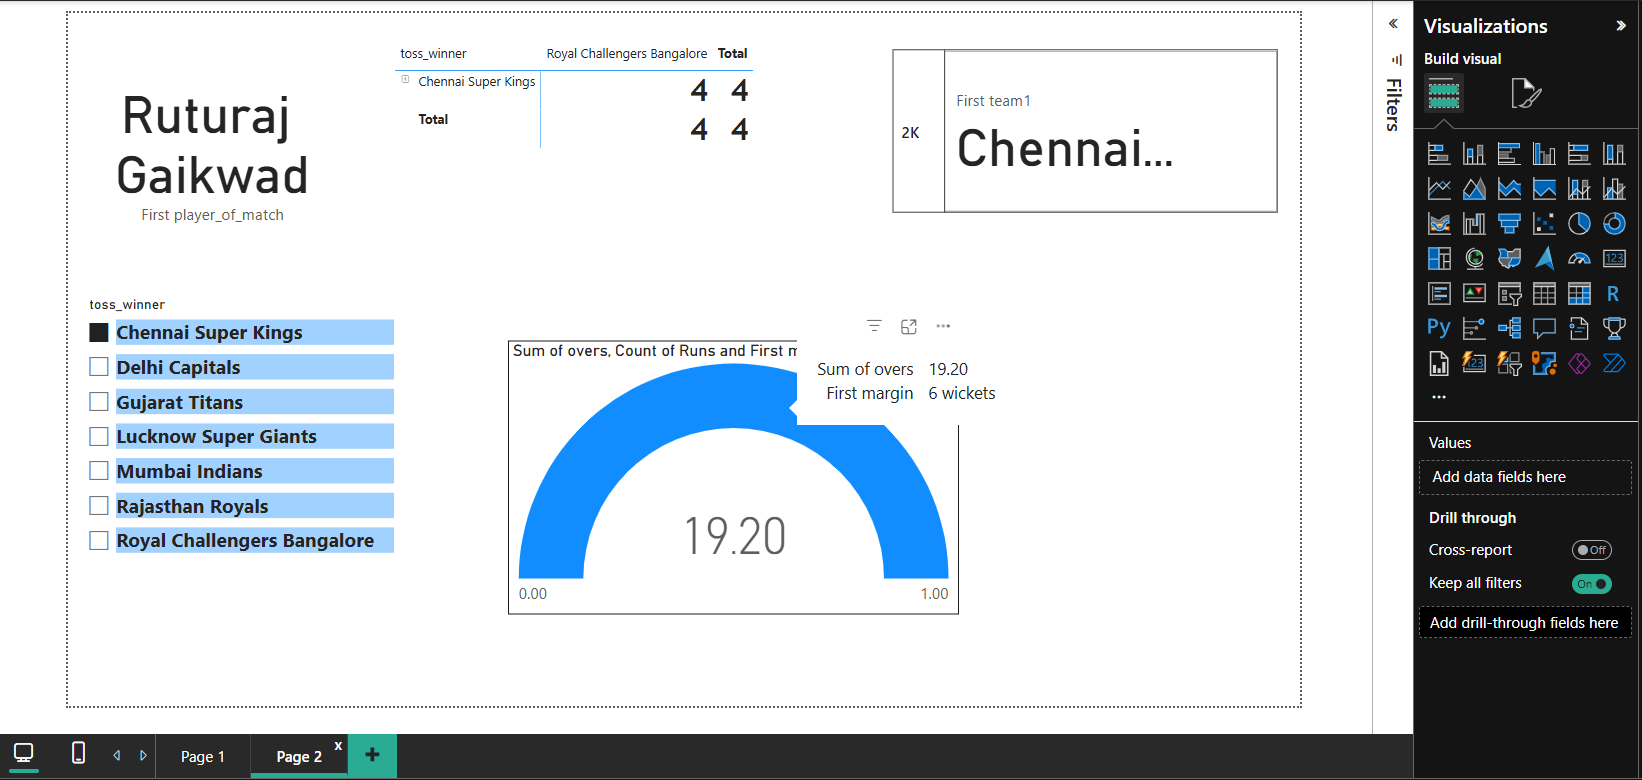 Ruturaj
Gaikwad
First player_of_match
toss_winner Royal Challengers Bangalore Total
Chennai Super Kings 4 4
Total 4 4
2K
First team1
Chennai...
toss_winner
Chennai Super Kings
Delhi Capitals
Gujarat Titans
Lucknow Super Giants
Mumbai Indians
Rajasthan Royals
Royal Challengers Bangalore
Sum of overs, Count of Runs and First m
Sum of overs 19.20
First margin 6 wickets
19.20
0.00 1.00
Filters
Visualizations
Build visual
123
R
Py
123
Values
Add data fields here
Drill through
Cross-report Off
Keep all filters On
Add drill-through fields here
Page 1
Page 2 x
+